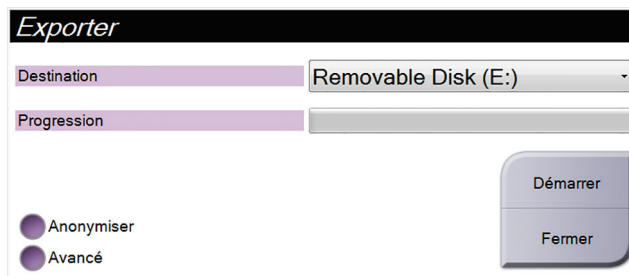 Exporter
Destination Removable Disk (E:)
Progression
Démarrer
Anonymiser
Fermer
Avancé